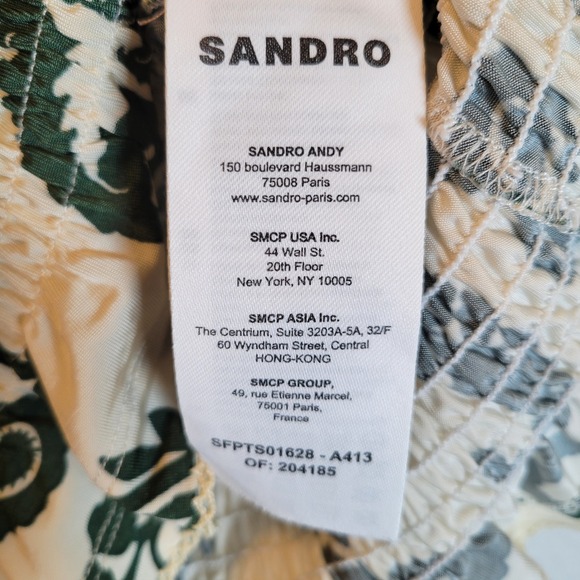 SANDRO
SANDRO ANDY
150 boulevard Haussmann
75008 Paris
www.sandro-paris.com
SMCP USA Inc.
44 Wall St.
20th Floor
New York, NY 10005
SMCP ASIA Inc.
The Centrium, Suite 3203A-5A, 32/F
60 Wyndham Street, Central
HONG-KONG
SMCP GROUP,
49, rue Etienne Marcel,
75001 Paris,
France
SFPTS01628 - A413
OF: 204185